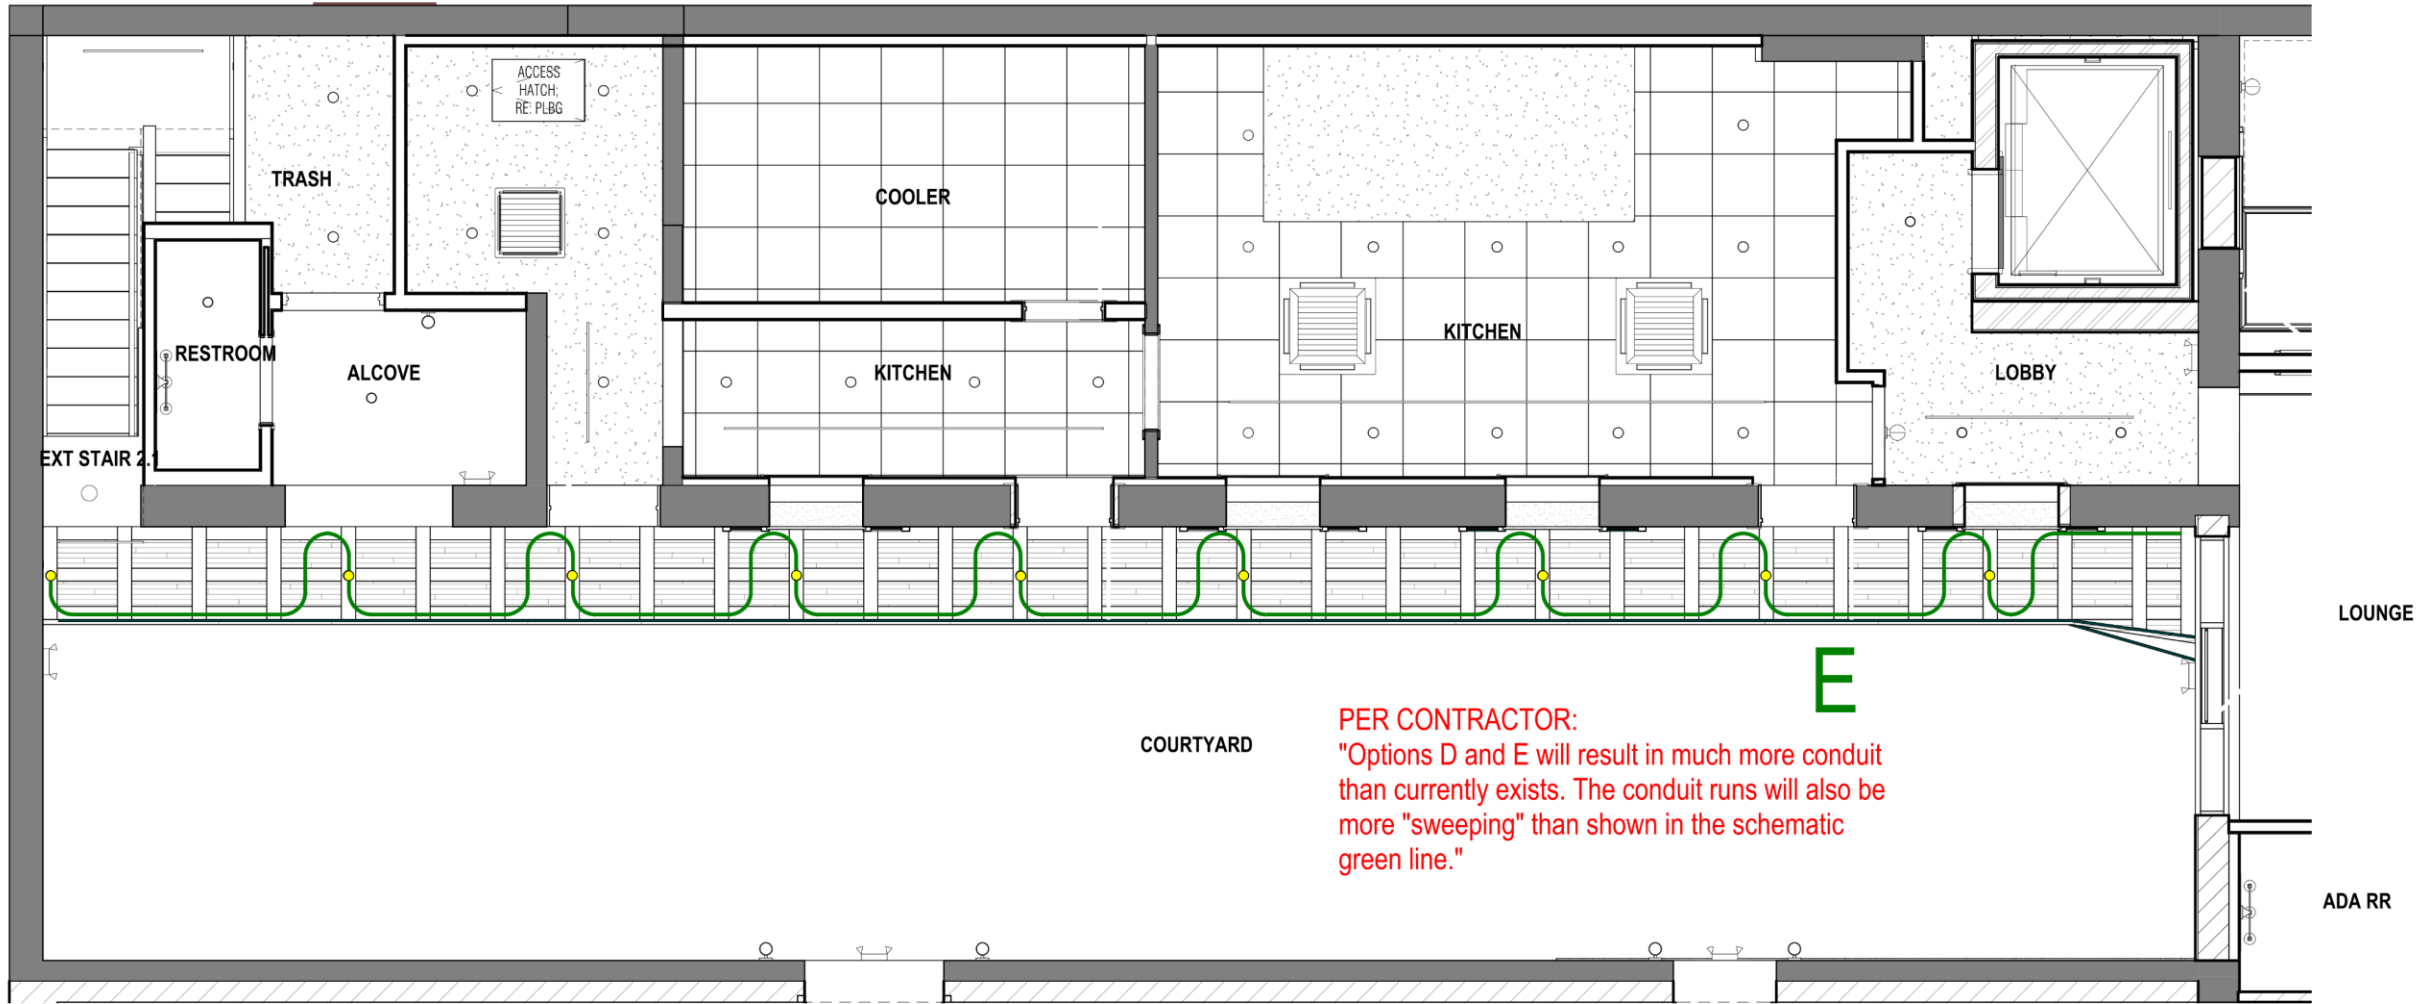 ACCESS
HATCH;
RE: PLBG
TRASH
COOLER
KITCHEN
RESTROOM
ALCOVE
KITCHEN
LOBBY
EXT STAIR 2.1
LOUNGE
E
COURTYARD
PER CONTRACTOR:
"Options D and E will result in much more conduit
than currently exists. The conduit runs will also be
more "sweeping" than shown in the schematic
green line."
ADA RR